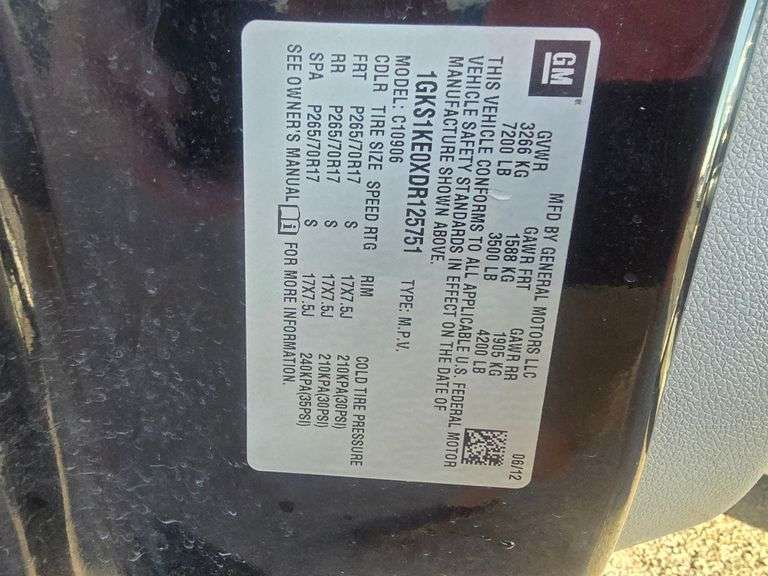 GM
MFD BY GENERAL MOTORS LLC 06/12
GVWR GAWR FRT GAWR RR
3266 KG 1588 KG 1905 KG
7200 LB 3500 LB 4200 LB
THIS VEHICLE CONFORMS TO ALL APPLICABLE U.S. FEDERAL MOTOR
VEHICLE SAFETY STANDARDS IN EFFECT ON THE DATE OF
MANUFACTURE SHOWN ABOVE.
1GKS1KE0XDR125751 TYPE: M.P.V.
MODEL: C10906
CDLR TIRE SIZE SPEED RTG RIM COLD TIRE PRESSURE
FRT P265/70R17 S 17X7.5J 210KPA(30PSI)
RR P265/70R17 S 17X7.5J 210KPA(30PSI)
SPA P265/70R17 S 17X7.5J 240KPA(35PSI)
SEE OWNER'S MANUAL i FOR MORE INFORMATION.